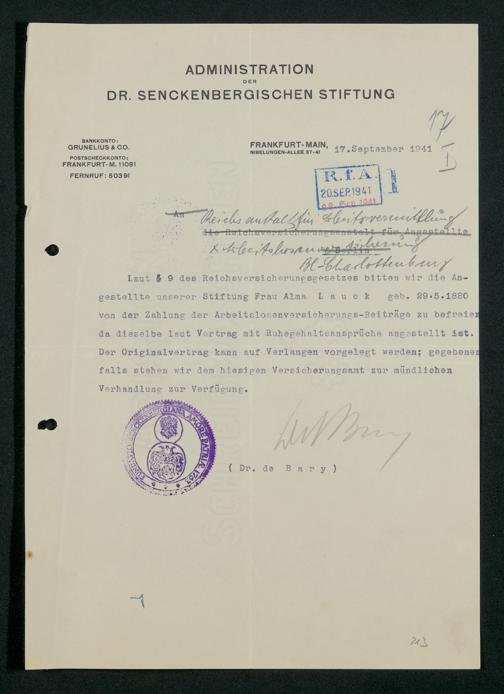 ADMINISTRATION
DER
DR. SENCKENBERGISCHEN STIFTUNG
BANKKONTO:
GRUNELIUS & CO.
POSTSCHECKKONTO:
FRANKFURT-M. 11091
FERNRUF: 50391
FRANKFURT-MAIN,
NIBELUNGEN-ALLEE 37-41
17.September 1941
17
I
R.f.A.
20.SEP.1941
An
Reichsanstalt für Arbeitsvermittlung
die Reichsversicherungsanstalt für Angestellte
& Arbeitslosenversicherung
Berlin
Bl-Charlottenburg
Laut § 9 des Reichsversicherungsgesetzes bitten wir die An-
gestellte unserer Stiftung Frau Alma L a u c k geb. 29.5.1880
von der Zahlung der Arbeitslosenversicherungs-Beiträge zu befreien
da dieselbe laut Vertrag mit Ruhegehaltsansprüche angestellt ist.
Der Originalvertrag kann auf Verlangen vorgelegt werden; gegebenen
falls stehen wir dem hiesigen Versicherungsamt zur mündlichen
Verhandlung zur Verfügung.
( Dr. de B a r y )
213